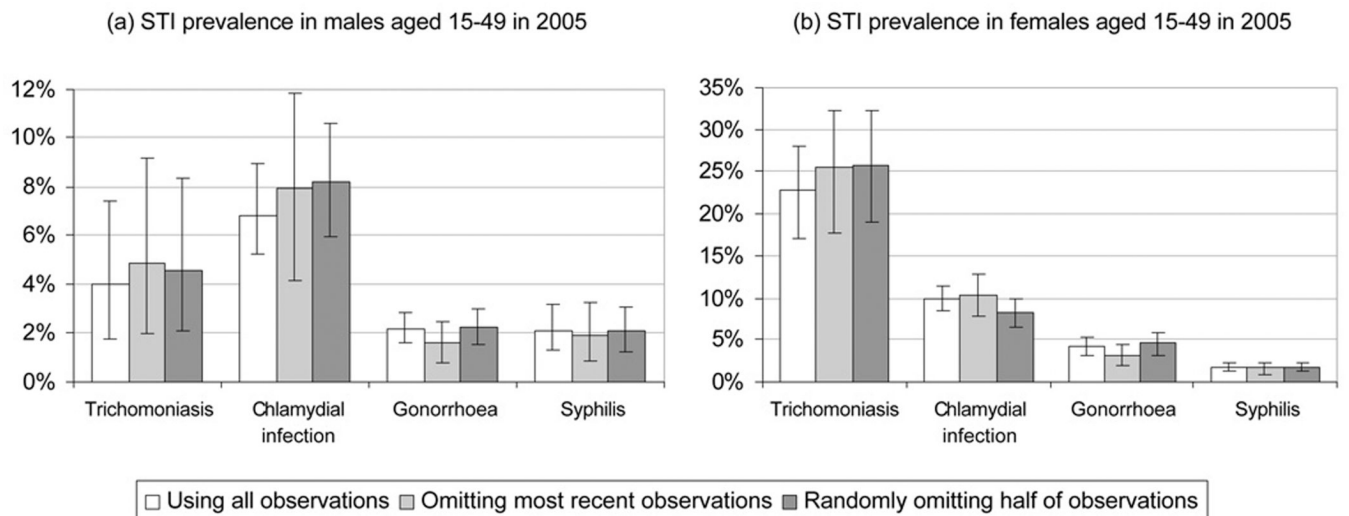 (a) STI prevalence in males aged 15-49 in 2005
12%
10%
8%
6%
4%
2%
0%
Trichomoniasis
Chlamydial
infection
Gonorrhoea
Syphilis
(b) STI prevalence in females aged 15-49 in 2005
35%
30%
25%
20%
15%
10%
5%
0%
Trichomoniasis
Chlamydial
infection
Gonorrhoea
Syphilis
Using all observations
Omitting most recent observations
Randomly omitting half of observations